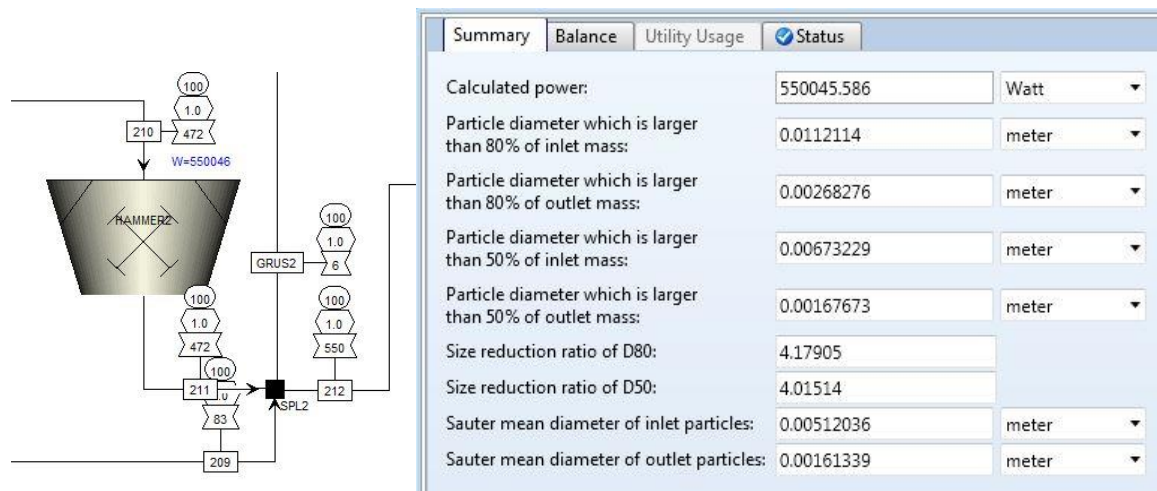 100
1.0
210
472
W=550046
HAMMER2
100
1.0
GRUS2
6
100
1.0
472
100
1.0
550
100
.0
211
212
SPL2
83
209
Summary
Balance
Utility Usage
Status
Calculated power:
550045.586
Watt
Particle diameter which is larger
than 80% of inlet mass:
0.0112114
meter
Particle diameter which is larger
than 80% of outlet mass:
0.00268276
meter
Particle diameter which is larger
than 50% of inlet mass:
0.00673229
meter
Particle diameter which is larger
than 50% of outlet mass:
0.00167673
meter
Size reduction ratio of D80:
4.17905
Size reduction ratio of D50:
4.01514
Sauter mean diameter of inlet particles:
0.00512036
meter
Sauter mean diameter of outlet particles:
0.00161339
meter